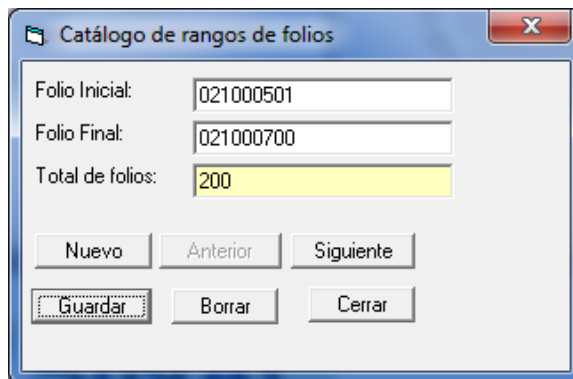 Catálogo de rangos de folios
Folio Inicial: 021000501
Folio Final: 021000700
Total de folios: 200
Nuevo Anterior Siguiente
Guardar Borrar Cerrar